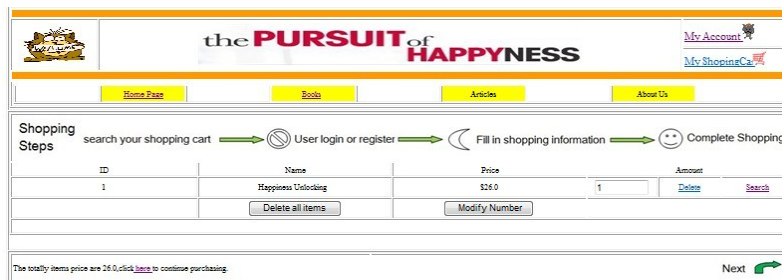 Welcome
the PURSUIT of
HAPPYNESS
My Account
My ShopingCa
Home Page Books Articles About Us
Shopping Steps search your shopping cart User login or register Fill in shopping information Complete Shopping
ID Name Price Amount
1 Happiness Unlocking $26.0 1 Delete Search
Delete all items Modify Number
The totally items price are 26.0,click here to continue purchasing. Next